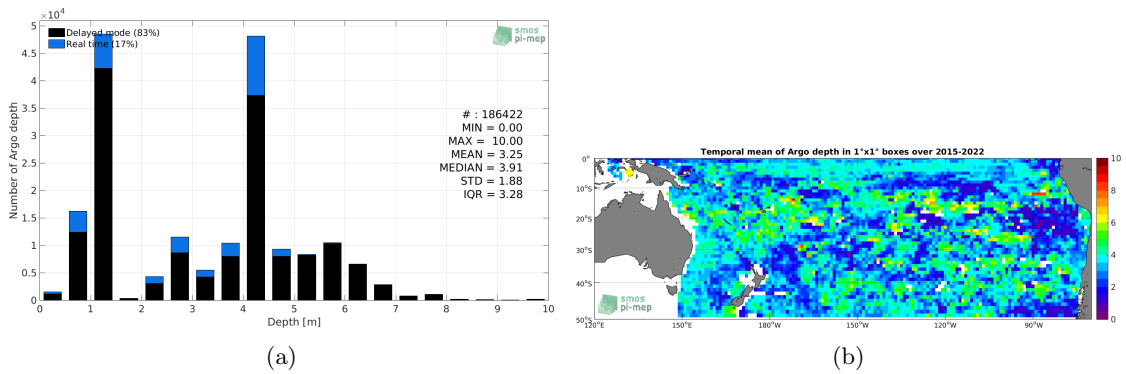 ×10⁴
5
4.5
4
3.5
3
2.5
2
1.5
1
0.5
0
Number of Argo depth
Delayed mode (83%)
Real time (17%)
smos
pi-mep
# : 186422
MIN = 0.00
MAX = 10.00
MEAN = 3.25
MEDIAN = 3.91
STD = 1.88
IQR = 3.28
0 1 2 3 4 5 6 7 8 9 10
Depth [m]
(a)
Temporal mean of Argo depth in 1°x1° boxes over 2015-2022
0°
10°S
20°S
30°S
40°S
50°S
smos
pi-mep
120°E 150°E 180°W 150°W 120°W 90°W
10
8
6
4
2
0
(b)